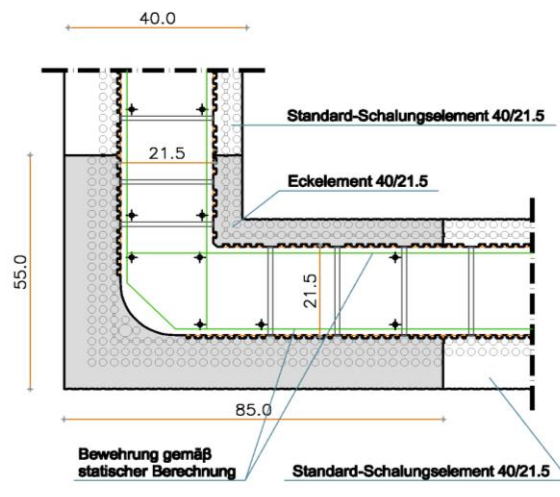 40.0
Standard-Schalungselement 40/21.5
21.5
Eckelement 40/21.5
55.0
21.5
85.0
Bewehrung gemäß
statischer Berechnung
Standard-Schalungselement 40/21.5